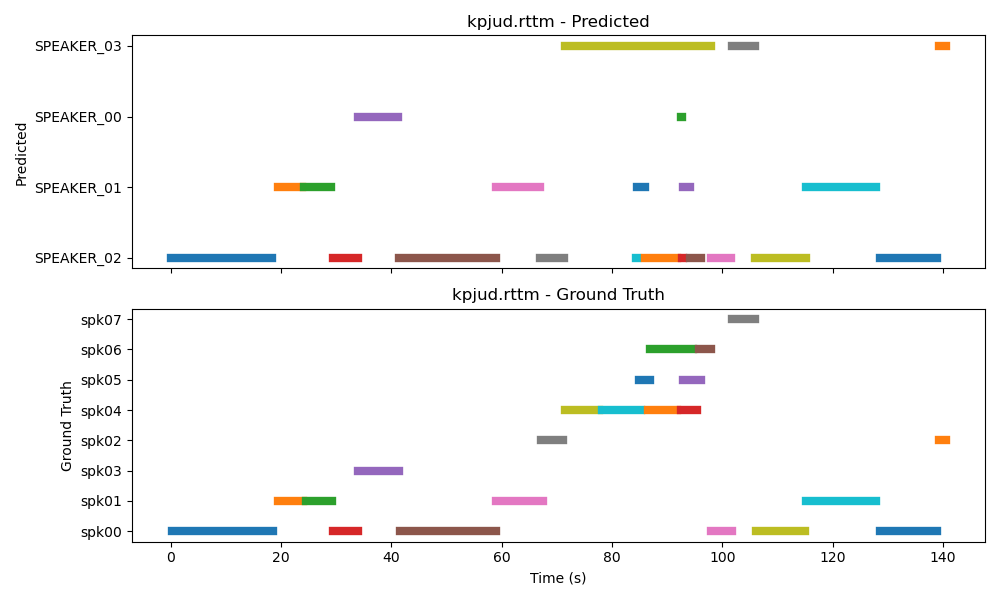 kpjud.rttm - Predicted
SPEAKER_03
SPEAKER_00
SPEAKER_01
SPEAKER_02
Predicted
kpjud.rttm - Ground Truth
spk07
spk06
spk05
spk04
spk02
spk03
spk01
spk00
Ground Truth
0 20 40 60 80 100 120 140
Time (s)